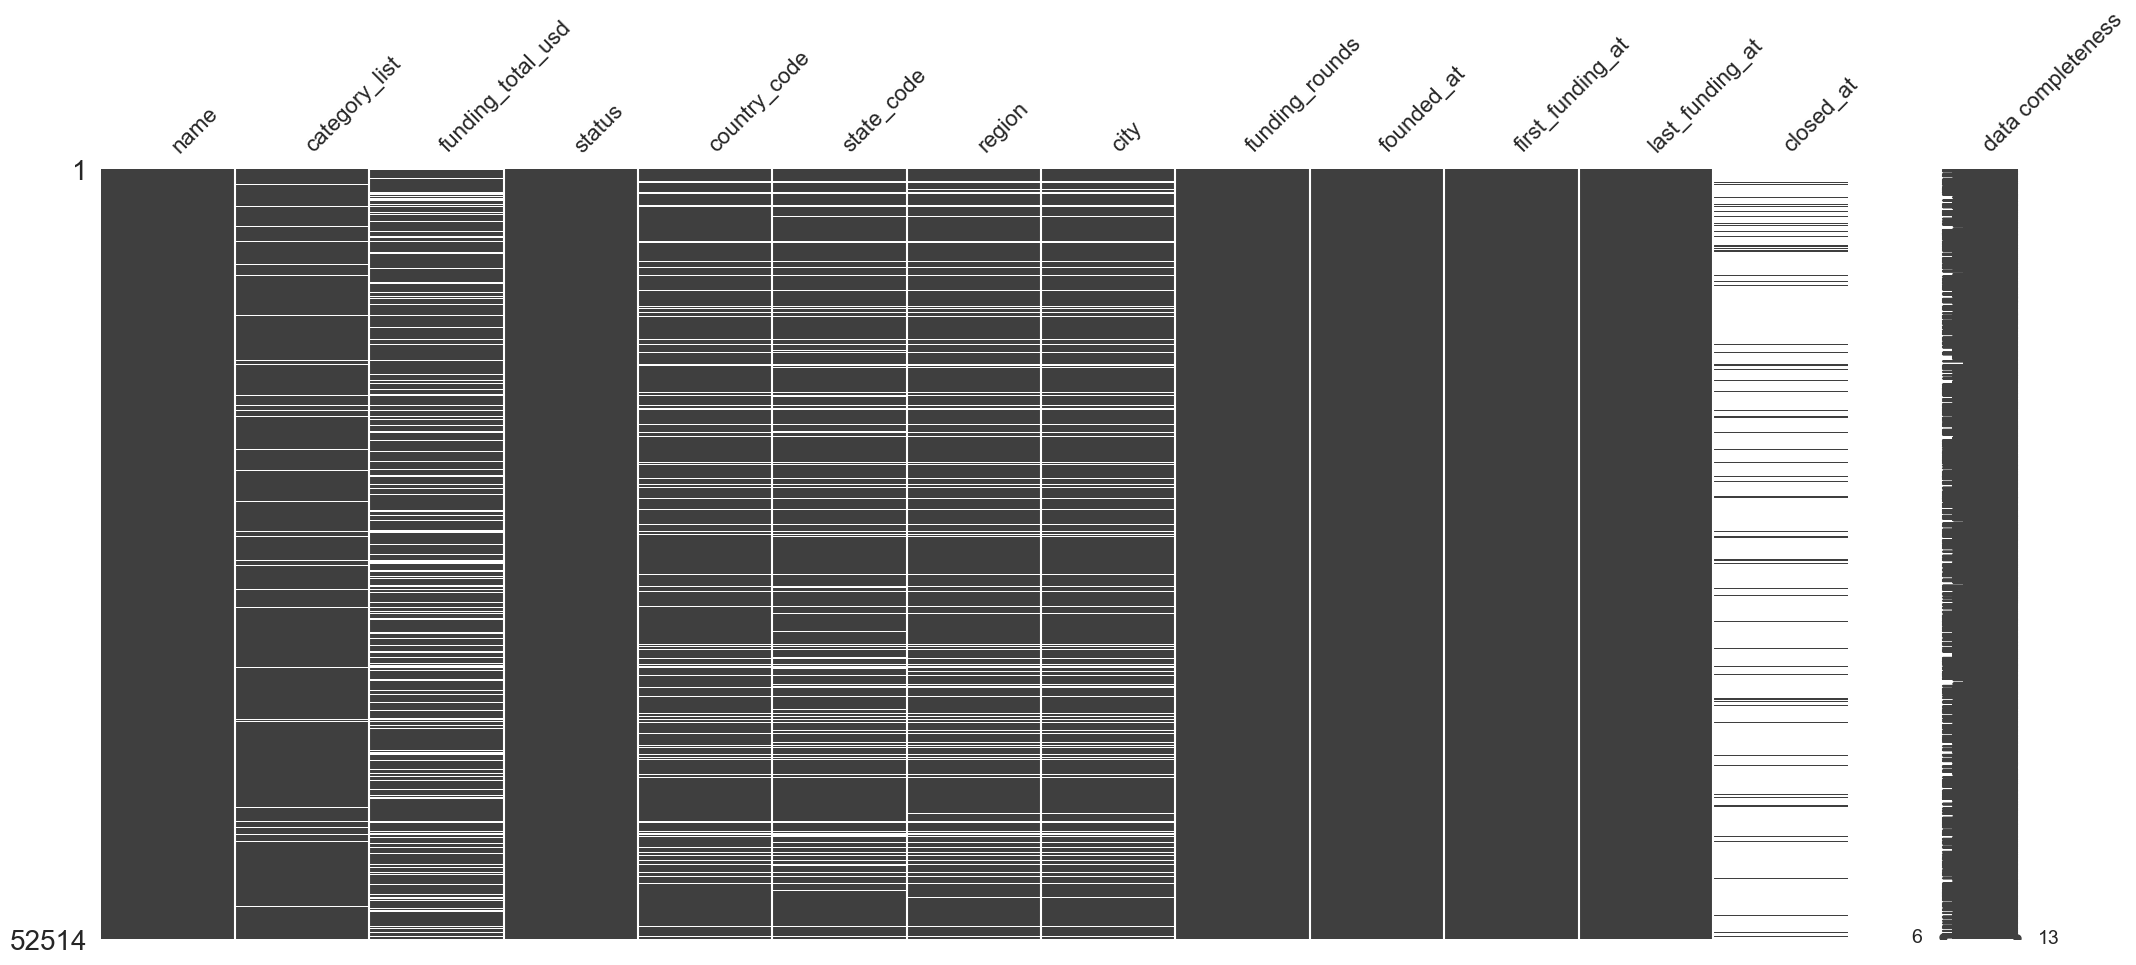 name
category_list
funding_total_usd
status
country_code
state_code
region
city
funding_rounds
founded_at
first_funding_at
last_funding_at
closed_at
data completeness
1
52514
6
13